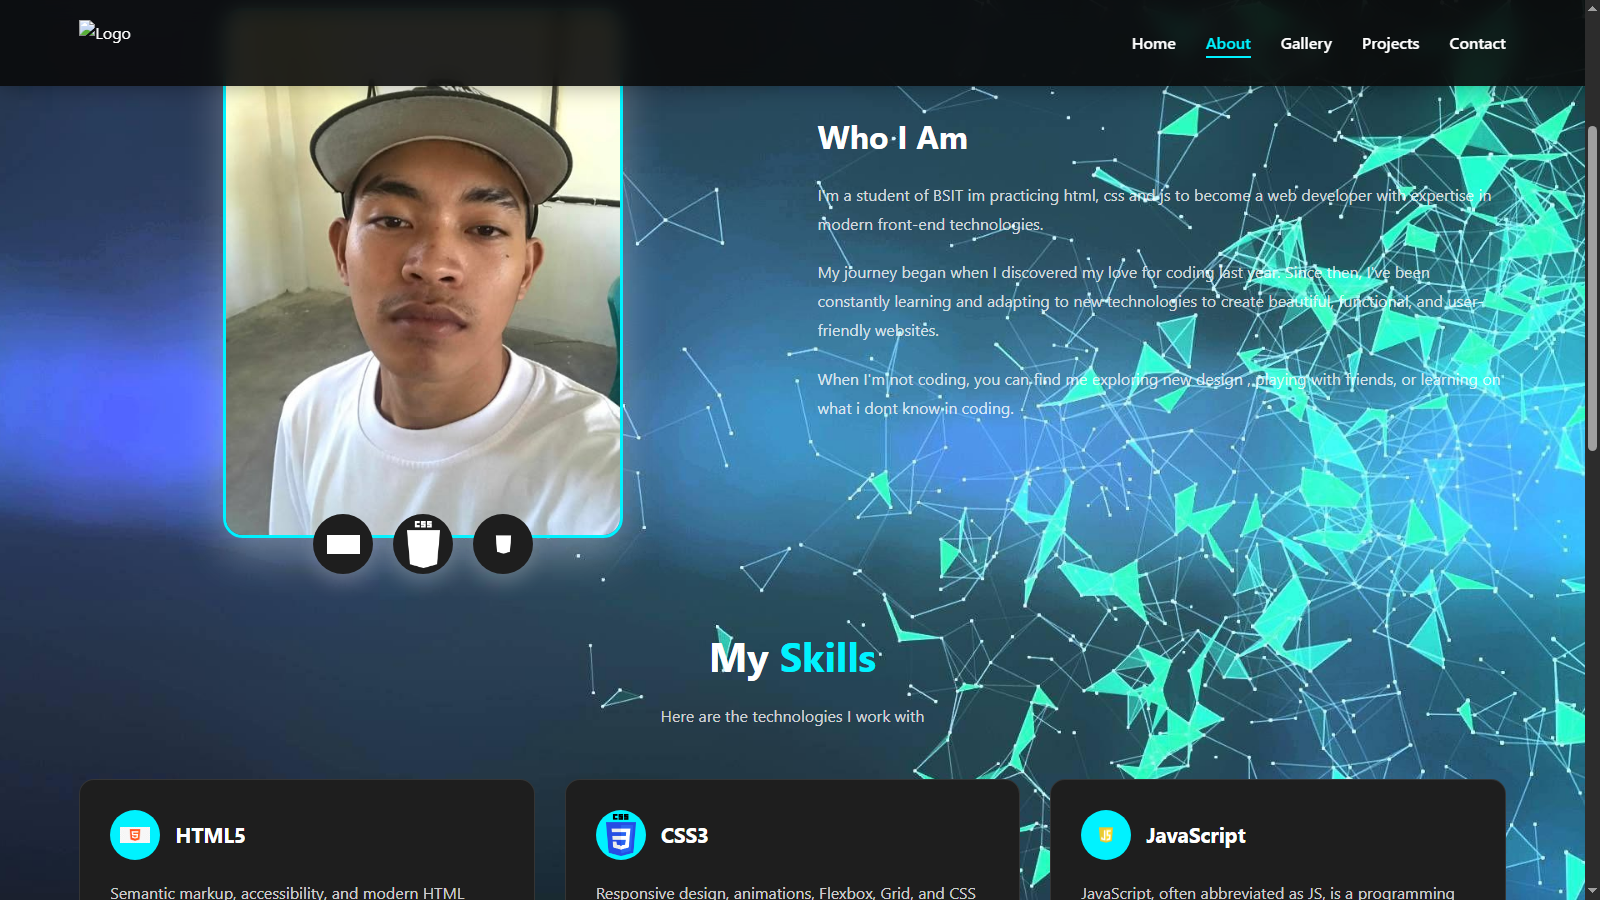 Logo
Home About Gallery Projects Contact
Who I Am
I'm a student of BSIT im practicing html, css and js to become a web developer with expertise in
modern front-end technologies.
My journey began when I discovered my love for coding last year. Since then, I've been
constantly learning and adapting to new technologies to create beautiful, functional, and user-
friendly websites.
When I'm not coding, you can find me exploring new design , playing with friends, or learning on
what i dont know in coding.
CSS
My Skills
Here are the technologies I work with
5 HTML5
CSS 3 CSS3
JS JavaScript
Semantic markup, accessibility, and modern HTML
Responsive design, animations, Flexbox, Grid, and CSS
JavaScript, often abbreviated as JS, is a programming